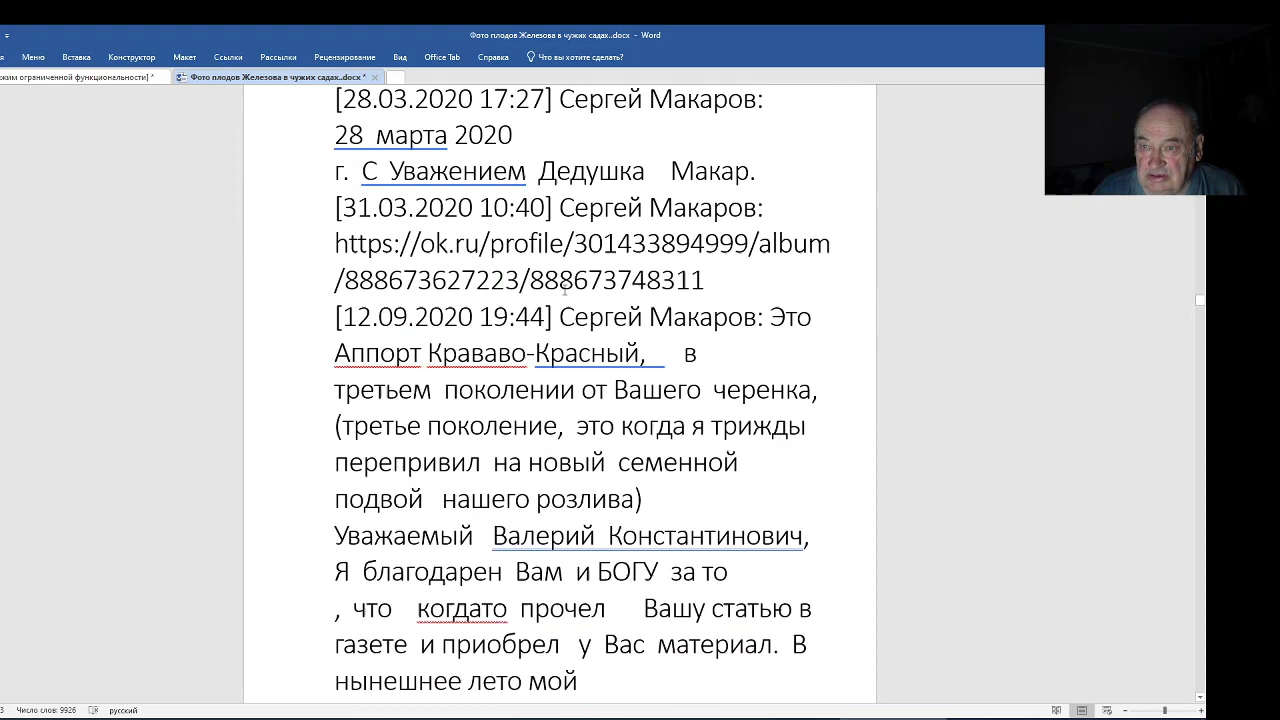 Фото плодов Железова в чужих садах..docx - Word
Меню Вставка Конструктор Макет Ссылки Рассылки Рецензирование Вид Office Tab Справка Что вы хотите сделать?
ким ограниченной функциональности] * Фото плодов Железова в чужих садах..docx *
[28.03.2020 17:27] Сергей Макаров:
28 марта 2020
г. С Уважением Дедушка Макар.
[31.03.2020 10:40] Сергей Макаров:
https://ok.ru/profile/301433894999/album
/888673627223/888673748311
[12.09.2020 19:44] Сергей Макаров: Это
Аппорт Крававо-Красный, в
третьем поколении от Вашего черенка,
(третье поколение, это когда я трижды
перепривил на новый семенной
подвой нашего розлива)
Уважаемый Валерий Константинович,
Я благодарен Вам и БОГУ за то
, что когдато прочел Вашу статью в
газете и приобрел у Вас материал. В
нынешнее лето мой
3 Число слов: 9926 русский